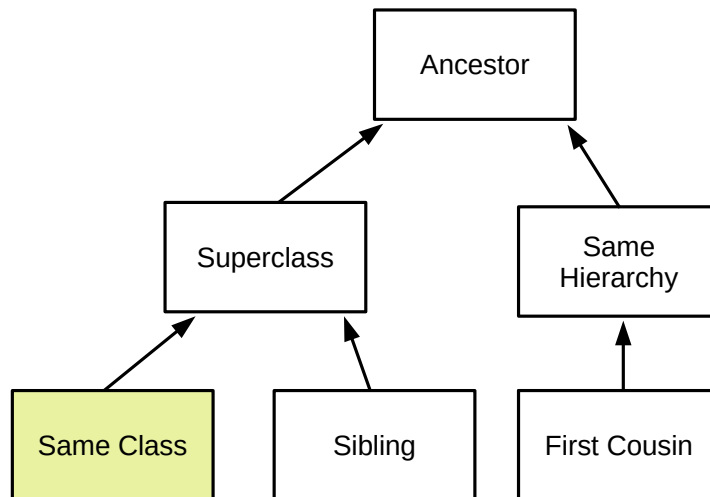 Ancestor
Superclass
Same
Hierarchy
Same Class
Sibling
First Cousin